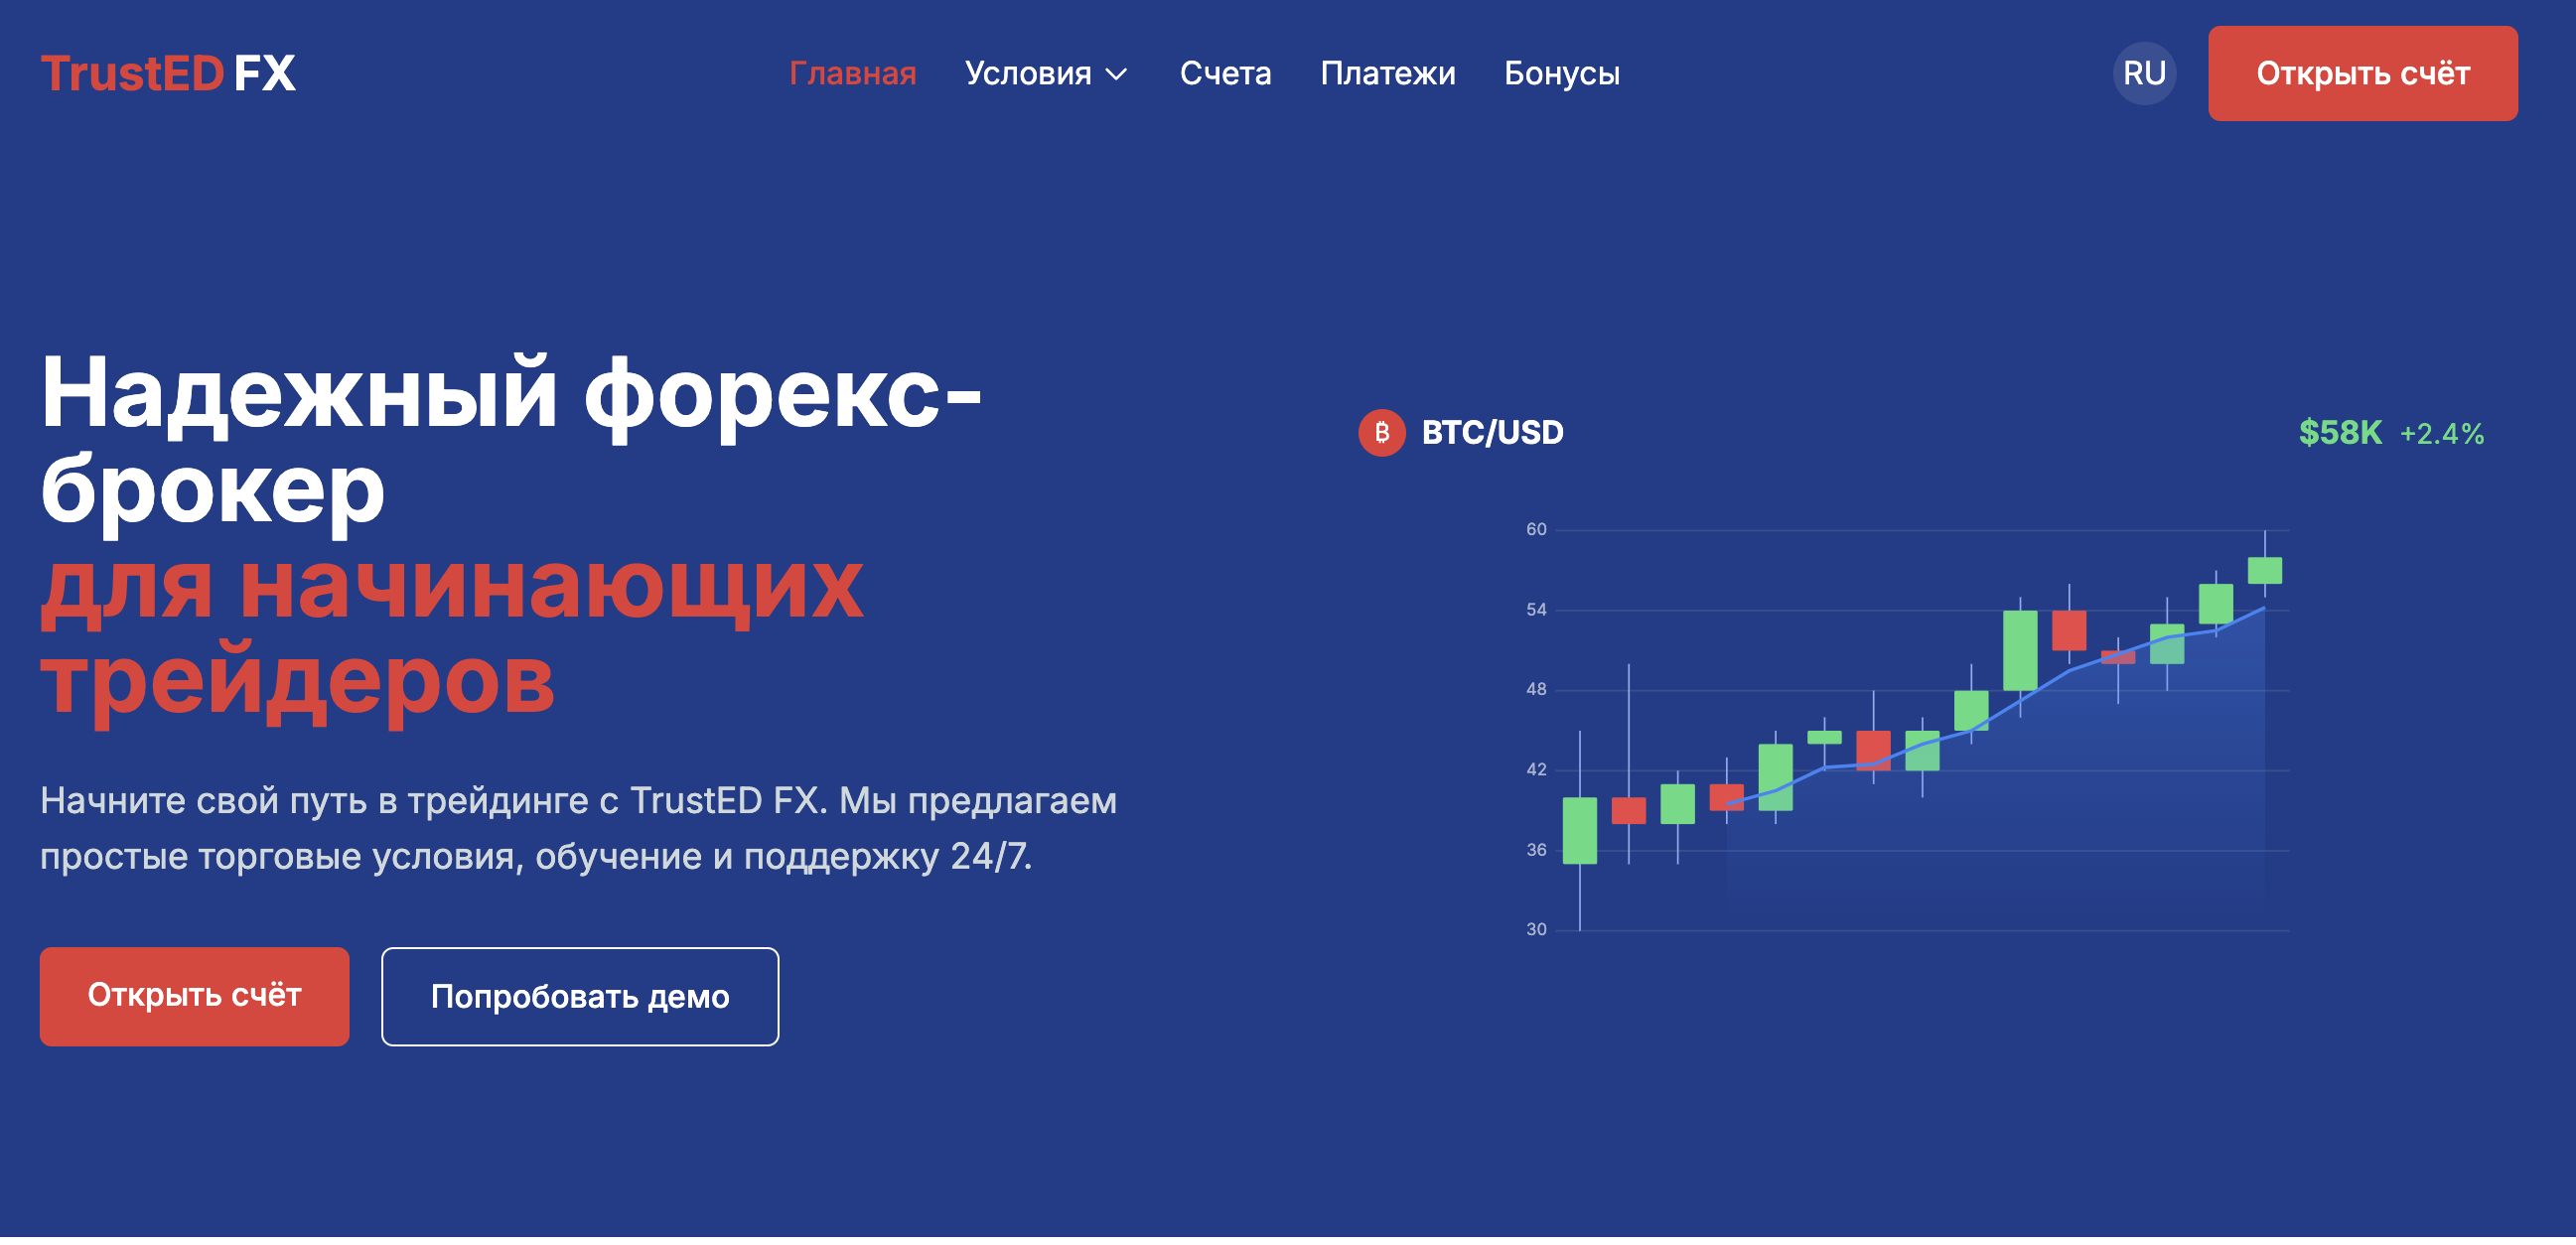 TrustED FX
Главная Условия Счета Платежи Бонусы
RU
Открыть счёт
Надежный форекс-
брокер
для начинающих
трейдеров
Начните свой путь в трейдинге с TrustED FX. Мы предлагаем
простые торговые условия, обучение и поддержку 24/7.
Открыть счёт
Попробовать демо
₿ BTC/USD
$58K +2.4%
60
54
48
42
36
30